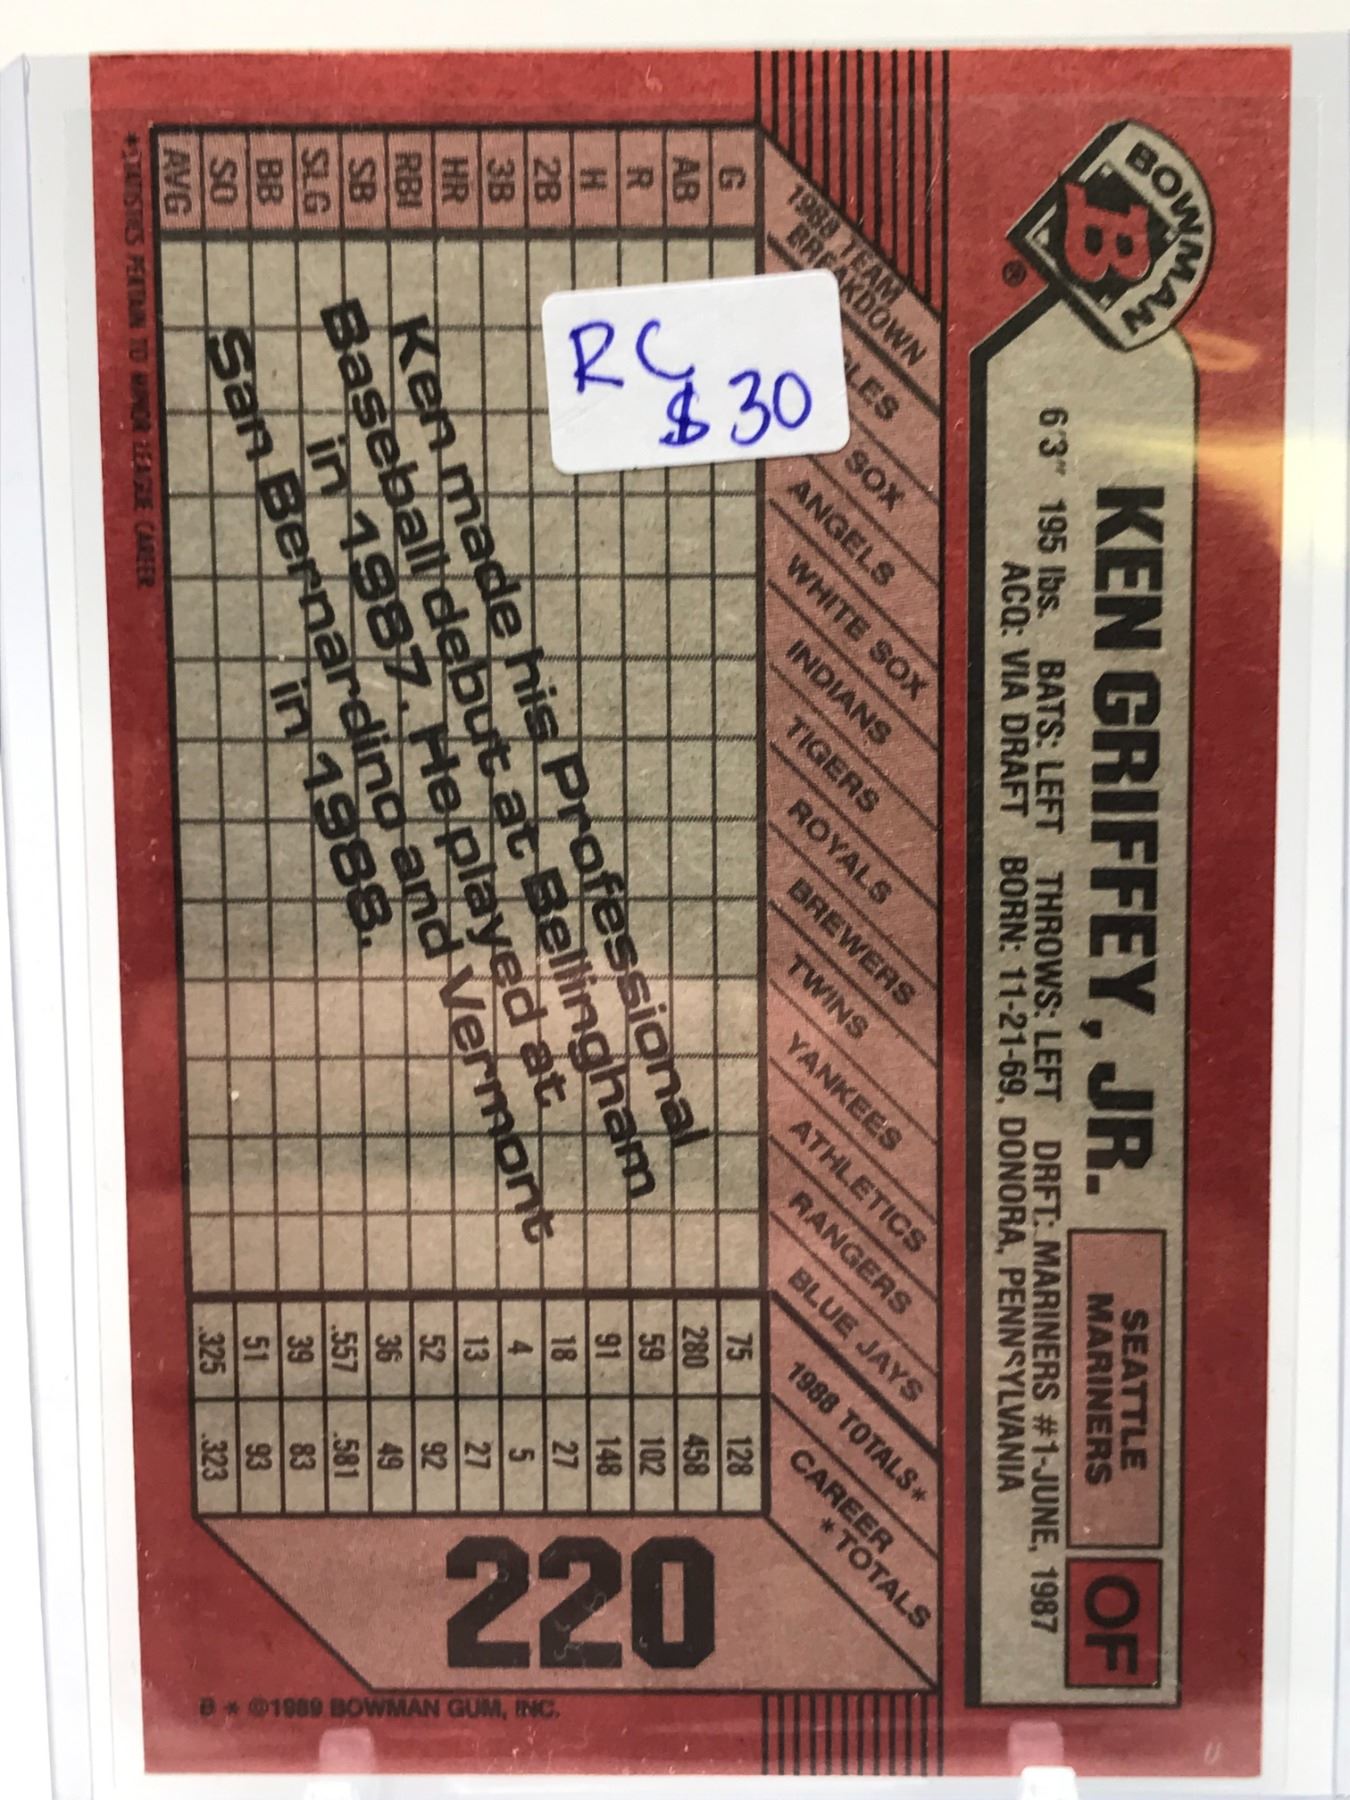 BOWMAN
B
®
KEN GRIFFEY, JR.
SEATTLE
MARINERS
OF
6'3" 195 lbs. BATS: LEFT THROWS: LEFT DRFT: MARINERS #1-JUNE, 1987
ACQ: VIA DRAFT BORN: 11-21-69, DONORA, PENNSYLVANIA
1988 TEAM
BREAKDOWN
SOX
ANGELS
WHITE SOX
INDIANS
TIGERS
ROYALS
BREWERS
TWINS
YANKEES
ATHLETICS
RANGERS
BLUE JAYS
1988 TOTALS*
CAREER
*TOTALS
G 75 128
AB 280 458
R 59 102
H 91 148
2B 18 27
3B 4 5
HR 13 27
RBI 52 92
SB 36 49
SLG .557 .581
BB 39 83
SO 51 93
AVG .325 .323
RC
$30
Ken made his Professional
Baseball debut at Bellingham
in 1987. He played at
San Bernardino and Vermont
in 1988.
220
*STATISTICS PERTAIN TO MINOR LEAGUE CAREER
B * ©1989 BOWMAN GUM, INC.